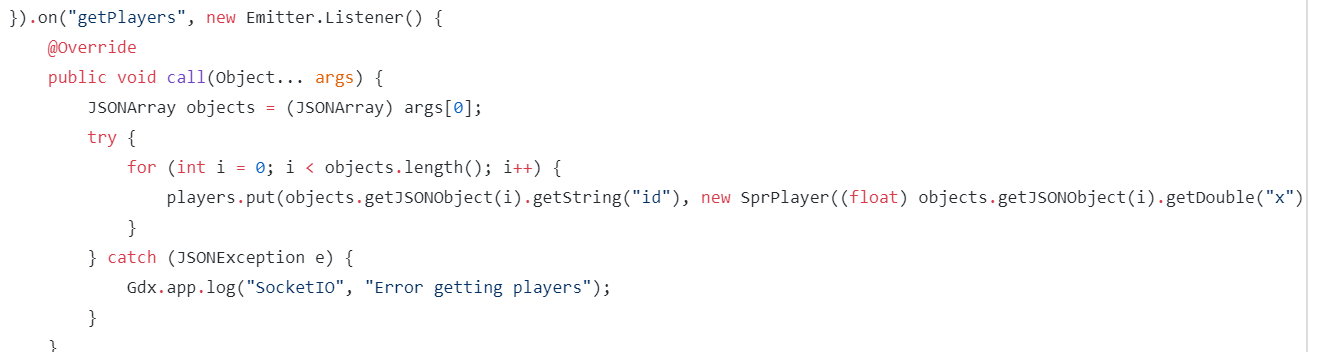 }).on("getPlayers", new Emitter.Listener() {
    @Override
    public void call(Object... args) {
        JSONArray objects = (JSONArray) args[0];
        try {
            for (int i = 0; i < objects.length(); i++) {
                players.put(objects.getJSONObject(i).getString("id"), new SprPlayer((float) objects.getJSONObject(i).getDouble("x")
            }
        } catch (JSONException e) {
            Gdx.app.log("SocketIO", "Error getting players");
        }
    }